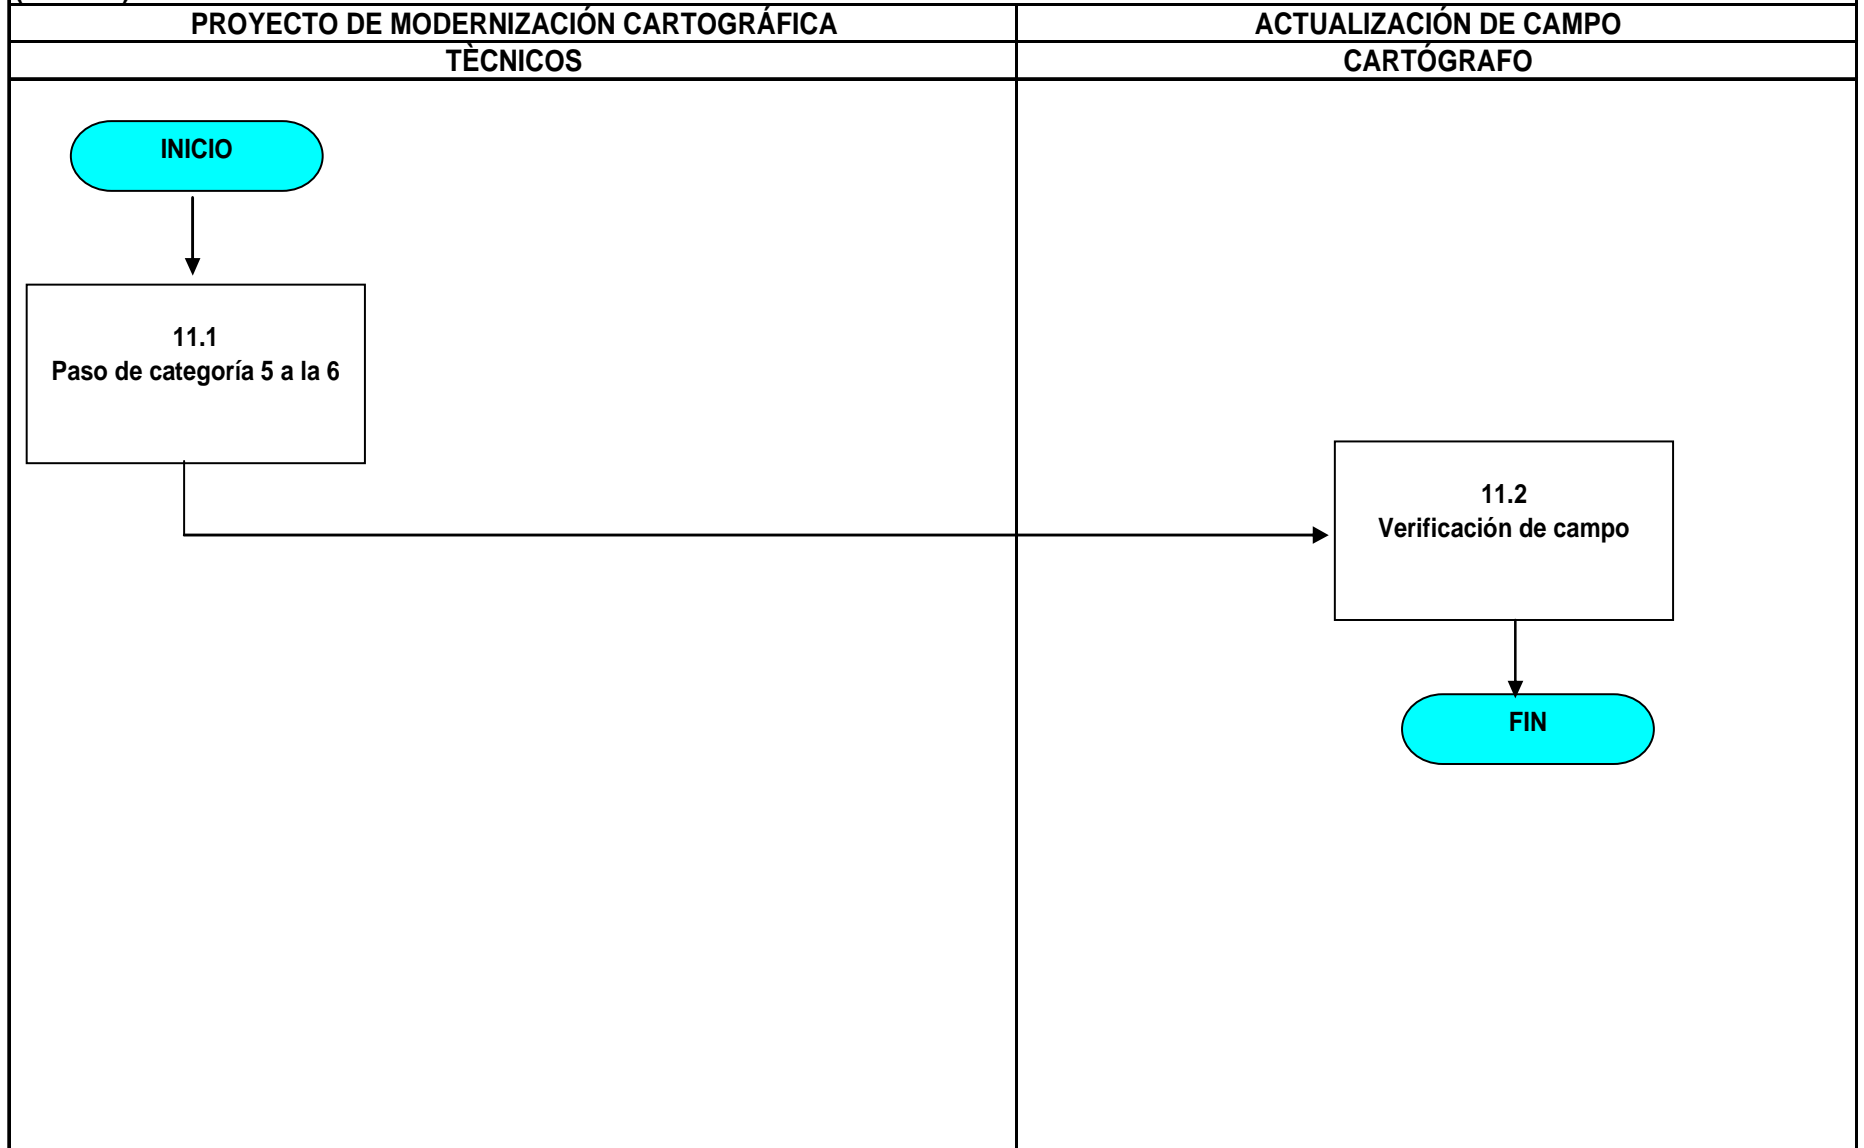 PROYECTO DE MODERNIZACIÓN CARTOGRÁFICA
ACTUALIZACIÓN DE CAMPO
TÈCNICOS
CARTÓGRAFO
INICIO
11.1
Paso de categoría 5 a la 6
11.2
Verificación de campo
FIN